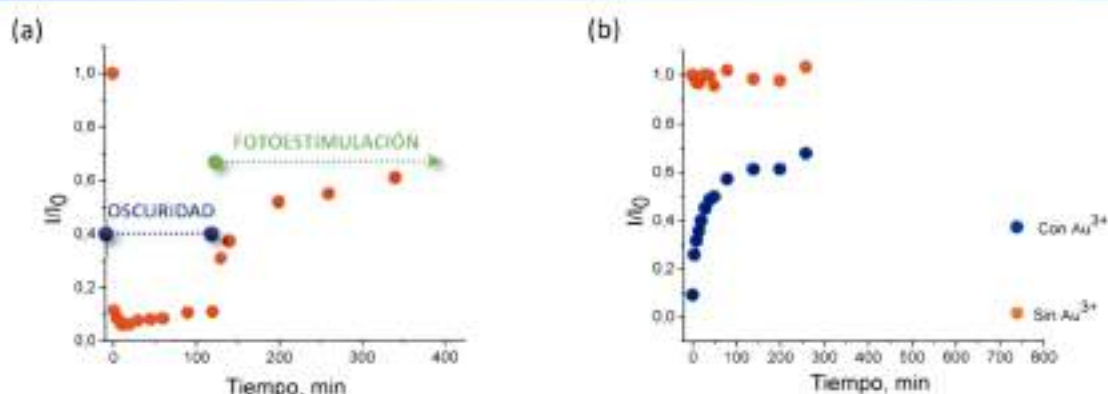 (a)
1,0
0,8
0,6
0,4
0,2
0,0
I/I0
FOTOESTIMULACIÓN
OSCURIDAD
0
100
200
300
400
Tiempo, min
(b)
1,0
0,8
0,6
0,4
0,2
0,0
I/I0
Con Au3+
Sin Au3+
0
100
200
300
400
500
600
700
800
Tiempo, min